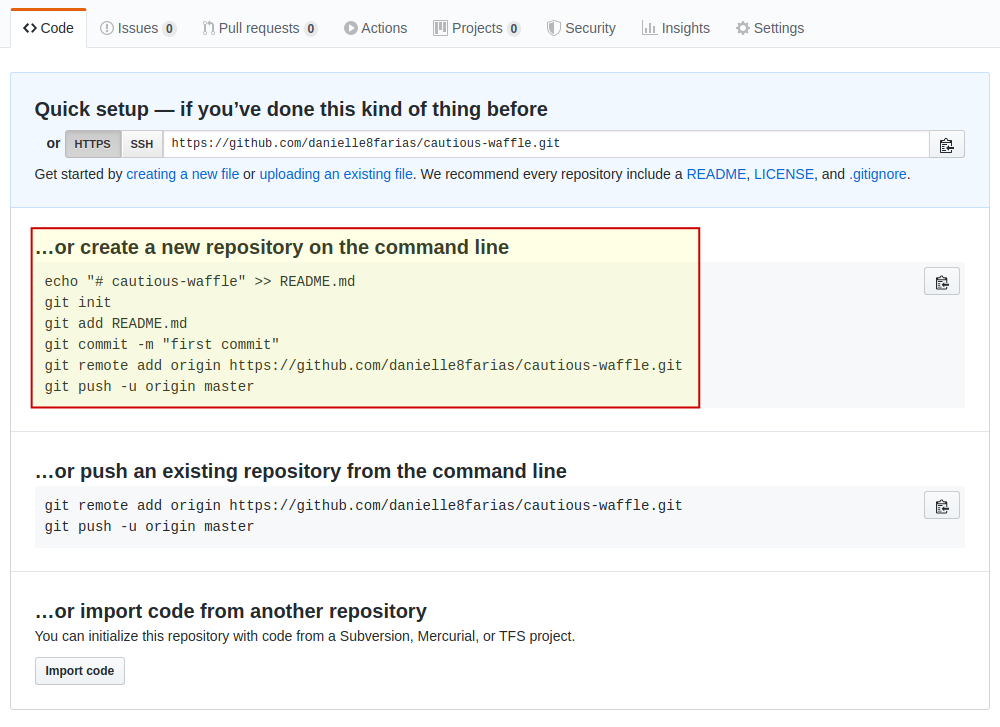 Code Issues 0 Pull requests 0 Actions Projects 0 Security Insights Settings
Quick setup — if you’ve done this kind of thing before
or HTTPS SSH https://github.com/danielle8farias/cautious-waffle.git
Get started by creating a new file or uploading an existing file. We recommend every repository include a README, LICENSE, and .gitignore.
…or create a new repository on the command line
echo "# cautious-waffle" >> README.md
git init
git add README.md
git commit -m "first commit"
git remote add origin https://github.com/danielle8farias/cautious-waffle.git
git push -u origin master
…or push an existing repository from the command line
git remote add origin https://github.com/danielle8farias/cautious-waffle.git
git push -u origin master
…or import code from another repository
You can initialize this repository with code from a Subversion, Mercurial, or TFS project.
Import code